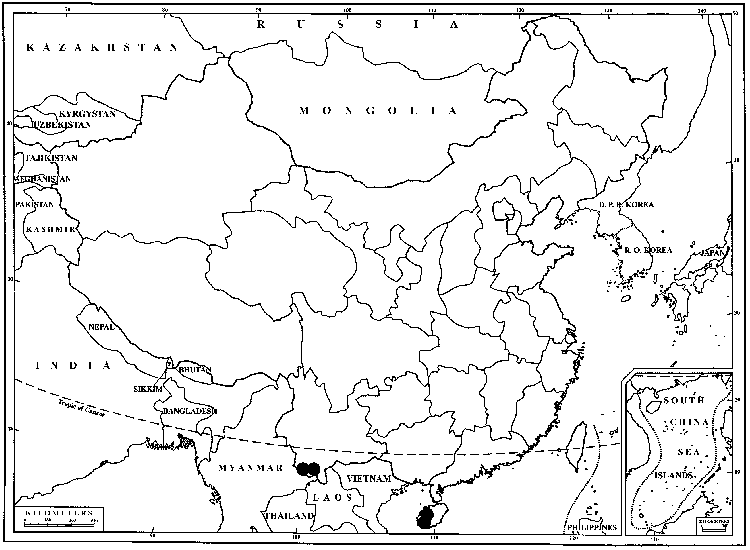 R U S S I A
K A Z A K H S T A N
M O N G O L I A
KYRGYSTAN
UZBEKISTAN
TAJIKISTAN
PAKISTAN
KASHMIR
D. P. R. KOREA
R. O. KOREA
JAPAN
NEPAL
I N D I A
BHUTAN
SIKKIM
Tropic of Cancer
BANGLADESH
MYANMAR
VIETNAM
LAOS
THAILAND
PHILIPPINES
SOUTH
CHINA
SEA
ISLANDS
KILOMETERS